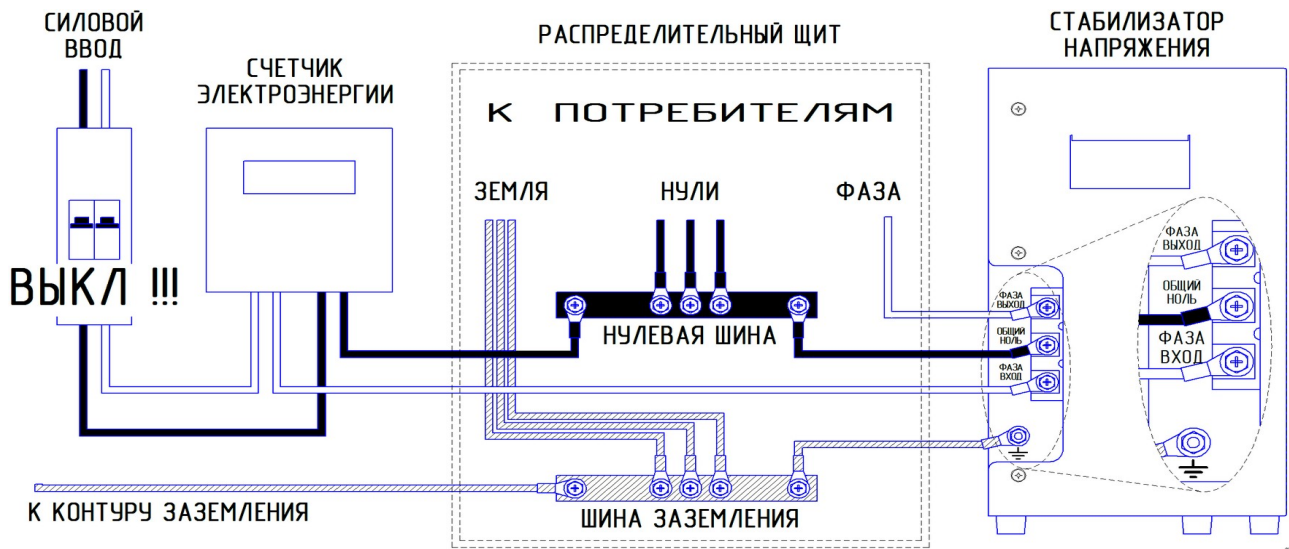 СИЛОВОЙ
ВВОД
СЧЕТЧИК
ЭЛЕКТРОЭНЕРГИИ
РАСПРЕДЕЛИТЕЛЬНЫЙ ЩИТ
СТАБИЛИЗАТОР
НАПРЯЖЕНИЯ
К ПОТРЕБИТЕЛЯМ
ЗЕМЛЯ
НУЛИ
ФАЗА
ВЫКЛ !!!
НУЛЕВАЯ ШИНА
ФАЗА
ВЫХОД
ОБЩИЙ
НОЛЬ
ФАЗА
ВХОД
ФАЗА
ВЫХОД
ОБЩИЙ
НОЛЬ
ФАЗА
ВХОД
К КОНТУРУ ЗАЗЕМЛЕНИЯ
ШИНА ЗАЗЕМЛЕНИЯ